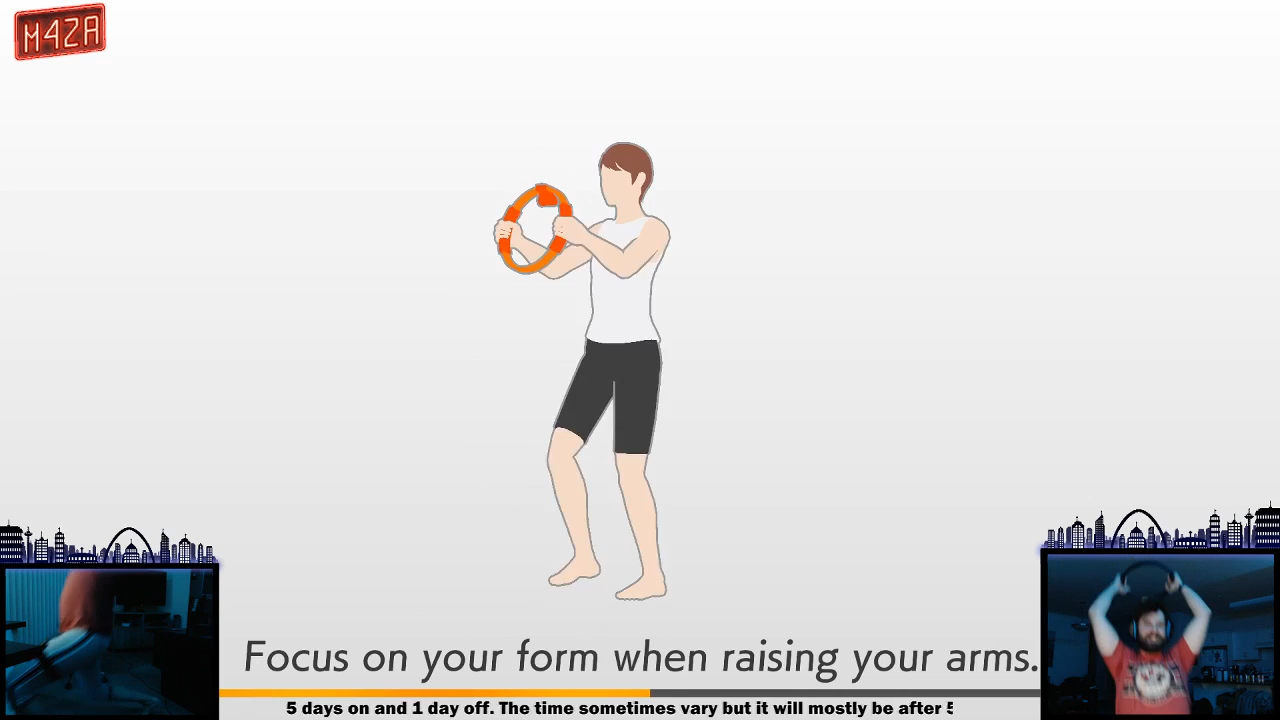 M4ZA
Focus on your form when raising your arms.
5 days on and 1 day off. The time sometimes vary but it will mostly be after